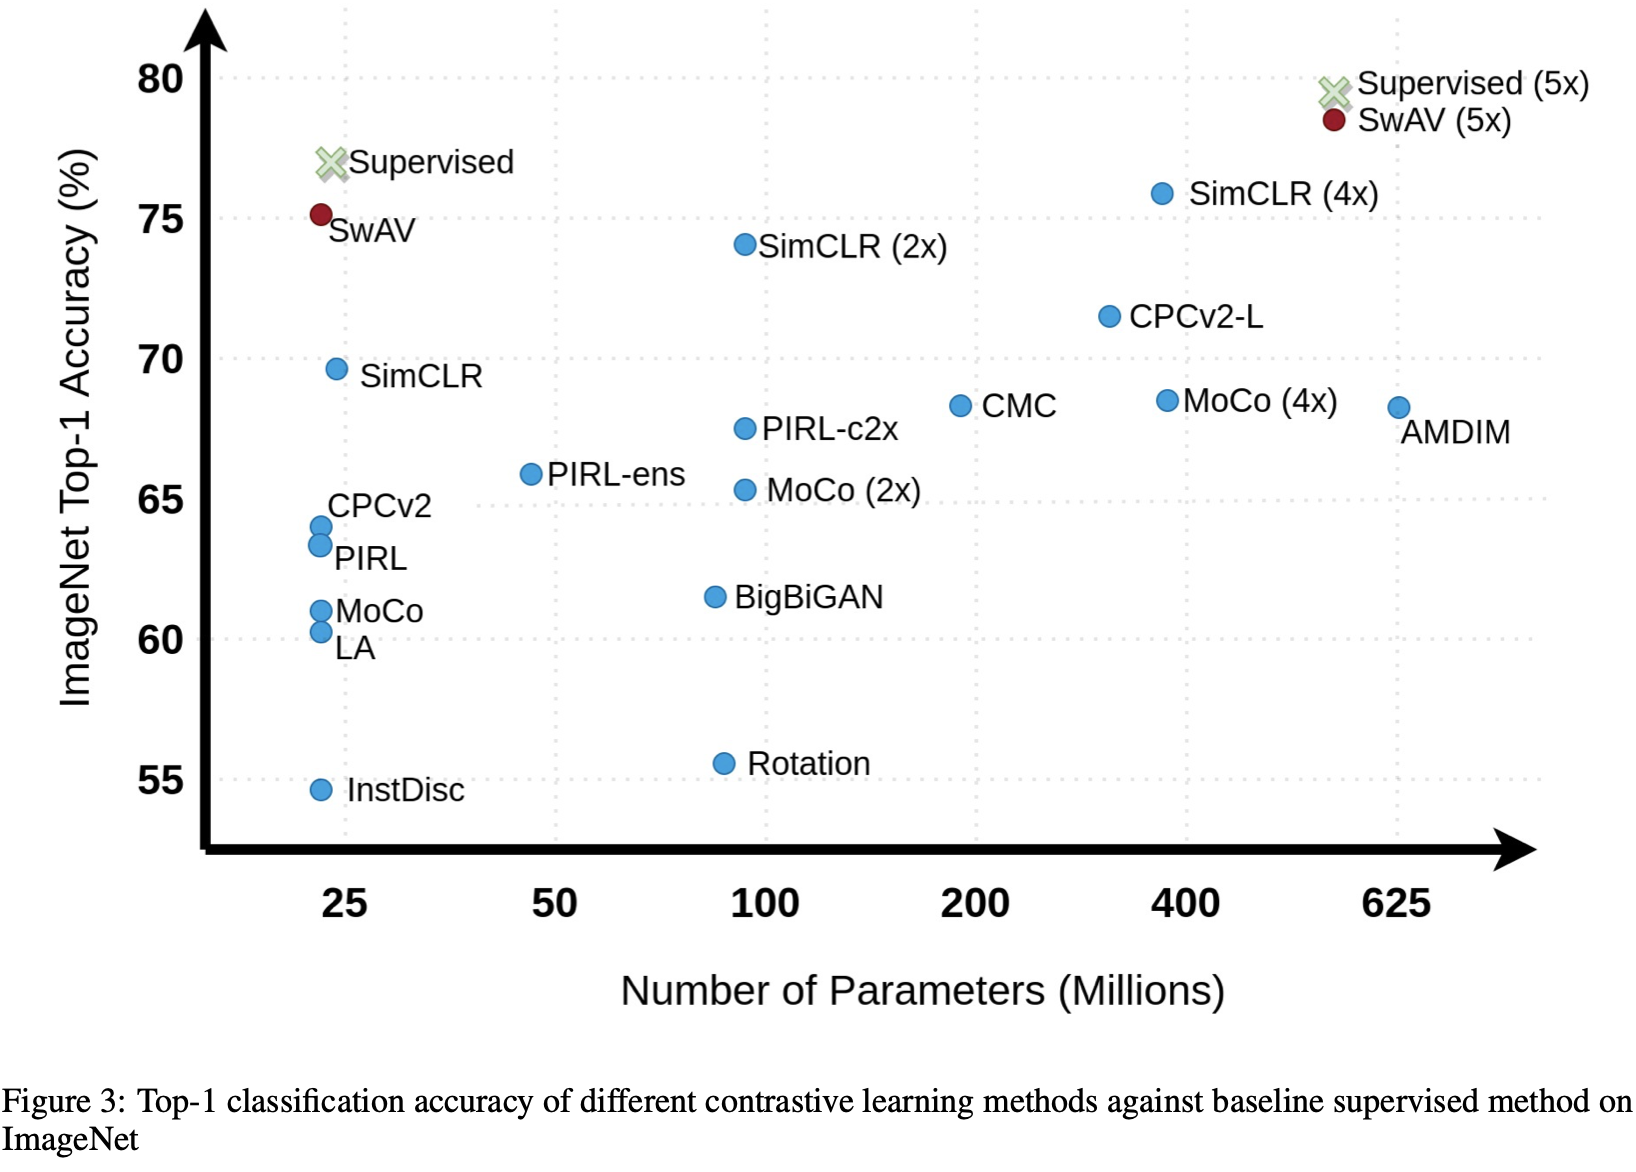 80
Supervised (5x)
SwAV (5x)
Supervised
SimCLR (4x)
75
SwAV
SimCLR (2x)
CPCv2-L
70
SimCLR
CMC
MoCo (4x)
AMDIM
PIRL-c2x
PIRL-ens
65
MoCo (2x)
CPCv2
PIRL
BigBiGAN
MoCo
60
LA
Rotation
55
InstDisc
ImageNet Top-1 Accuracy (%)
25 50 100 200 400 625
Number of Parameters (Millions)
Figure 3: Top-1 classification accuracy of different contrastive learning methods against baseline supervised method on
ImageNet